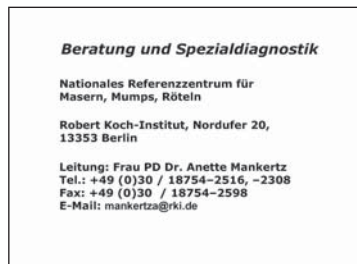 Beratung und Spezialdiagnostik
Nationales Referenzzentrum für
Masern, Mumps, Röteln
Robert Koch-Institut, Nordufer 20,
13353 Berlin
Leitung: Frau PD Dr. Anette Mankertz
Tel.: +49 (0)30 / 18754–2516, –2308
Fax: +49 (0)30 / 18754–2598
E-Mail: mankertza@rki.de